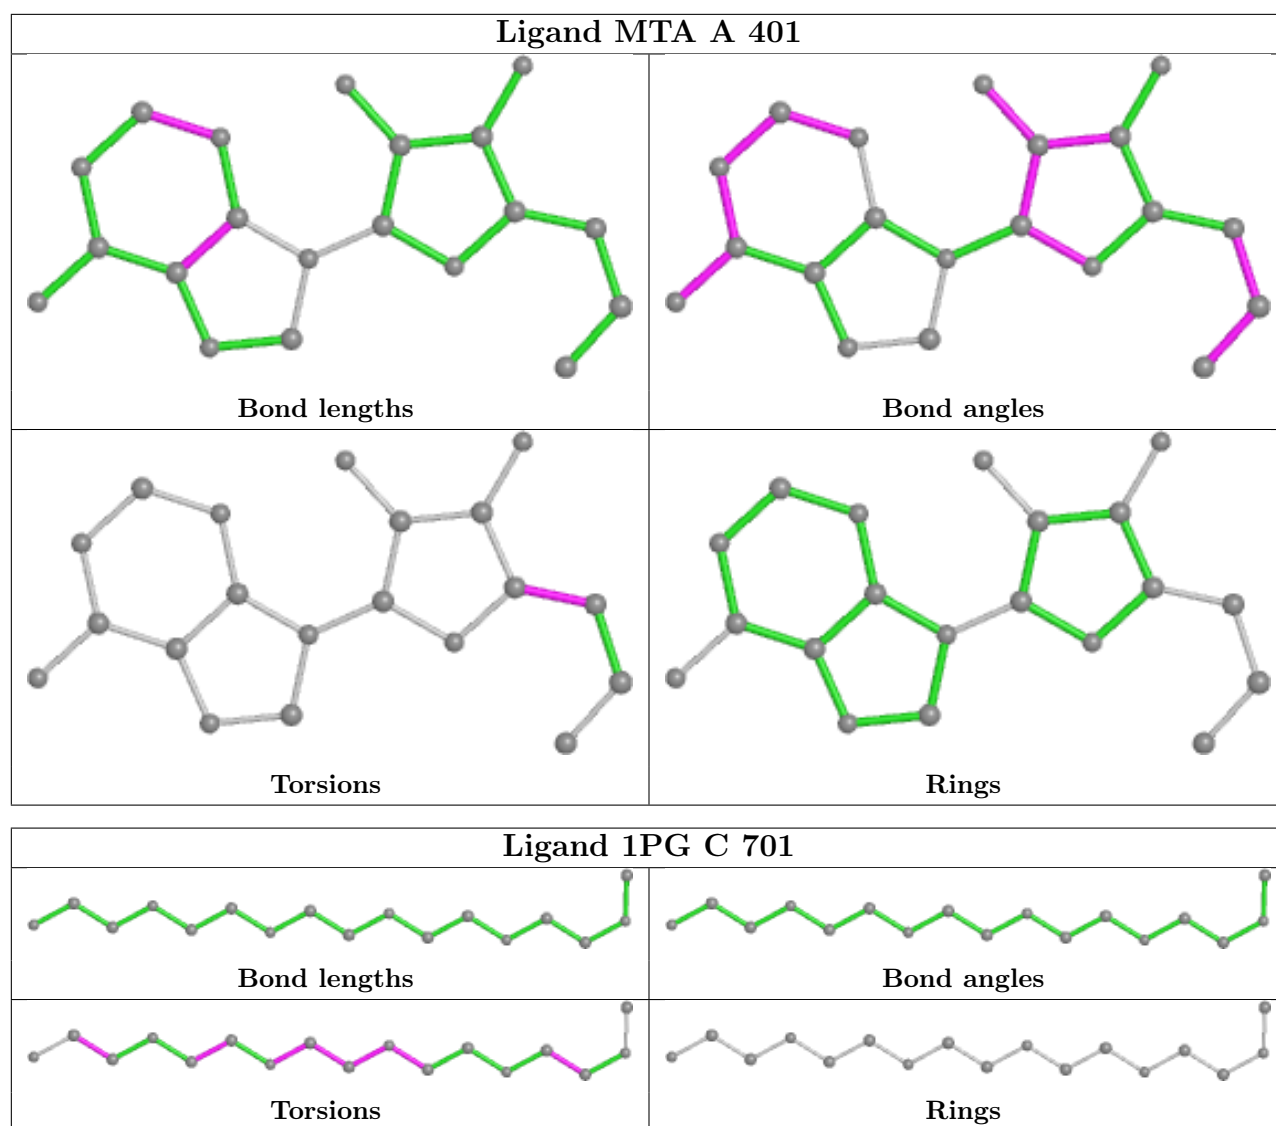 Ligand MTA A 401
Bond lengths
Bond angles
Torsions
Rings
Ligand 1PG C 701
Bond lengths
Bond angles
Torsions
Rings